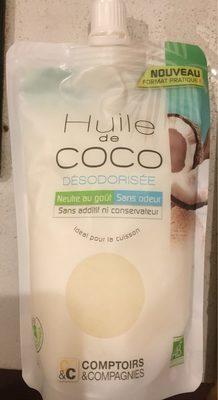 NOUVEAU
FORMAT PRATIQUE
Huile
de
COCO
DÉSODORISÉE
Neutre au goût Sans odeur
Sans additif ni conservateur
Idéal pour la cuisson
C&C COMPTOIRS
&COMPAGNIES
AB